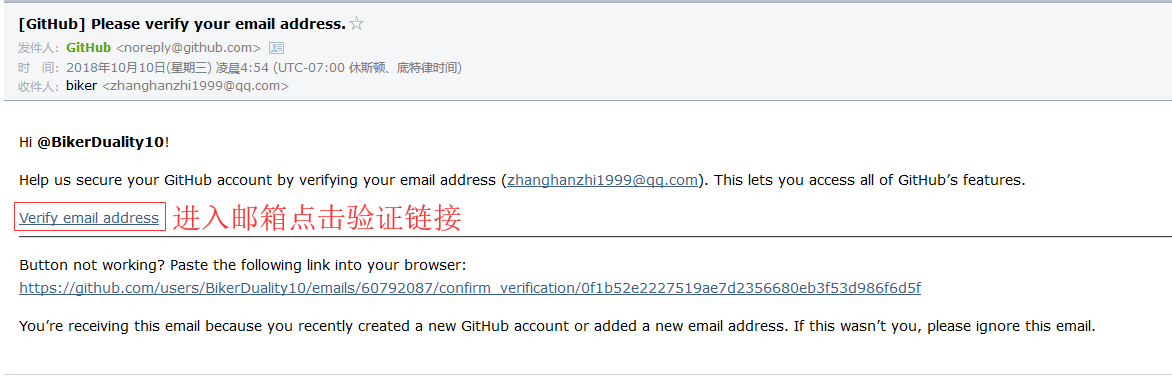 [GitHub] Please verify your email address. ☆
发件人：GitHub <noreply@github.com>
时 间：2018年10月10日(星期三) 凌晨4:54 (UTC-07:00 休斯顿、底特律时间)
收件人：biker <zhanghanzhi1999@qq.com>
Hi @BikerDuality10!
Help us secure your GitHub account by verifying your email address (zhanghanzhi1999@qq.com). This lets you access all of GitHub’s features.
Verify email address 进入邮箱点击验证链接
Button not working? Paste the following link into your browser:
https://github.com/users/BikerDuality10/emails/60792087/confirm_verification/0f1b52e2227519ae7d2356680eb3f53d986f6d5f
You’re receiving this email because you recently created a new GitHub account or added a new email address. If this wasn’t you, please ignore this email.